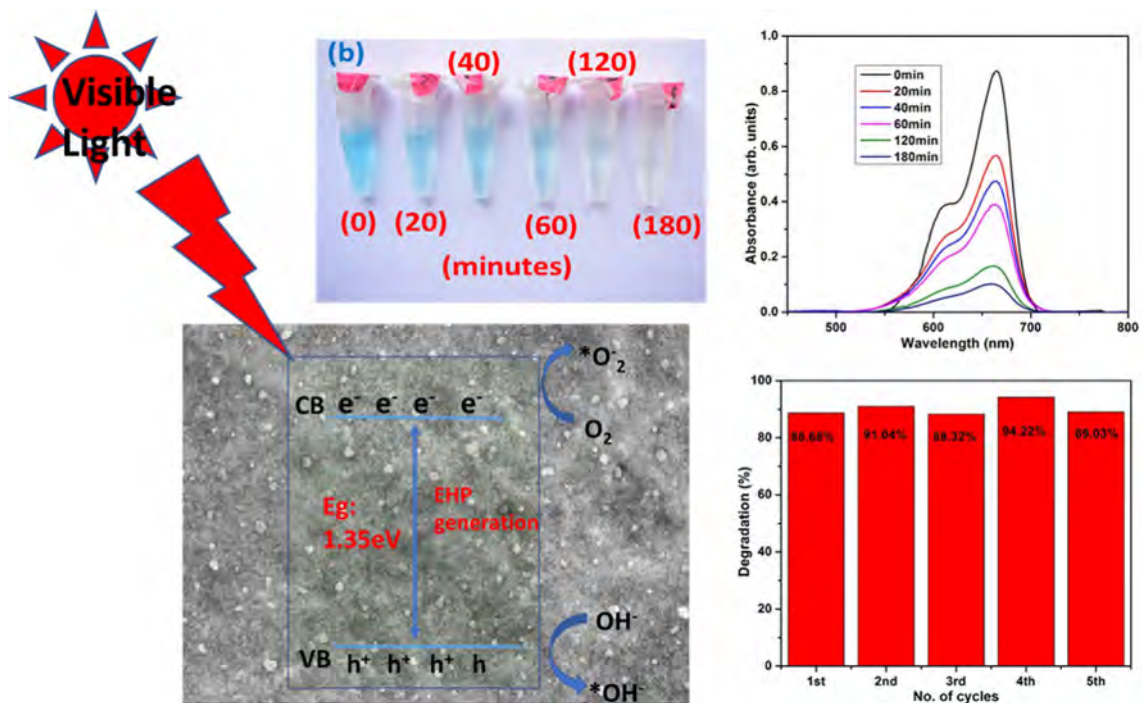 Visible
Light
(b)
(40)
(120)
(0)
(20)
(60)
(180)
(minutes)
CB e⁻ e⁻ e⁻ e⁻
*O⁻₂
O₂
Eg:
1.35eV
EHP
generation
OH⁻
VB h⁺ h⁺ h⁺ h
*OH⁻
1.0
0.8
0.6
0.4
0.2
0.0
Absorbance (arb. units)
0min
20min
40min
60min
120min
180min
500 600 700 800
Wavelength (nm)
100
80
60
40
20
0
Degradation (%)
88.68% 91.04% 88.32% 94.22% 89.03%
1st 2nd 3rd 4th 5th
No. of cycles